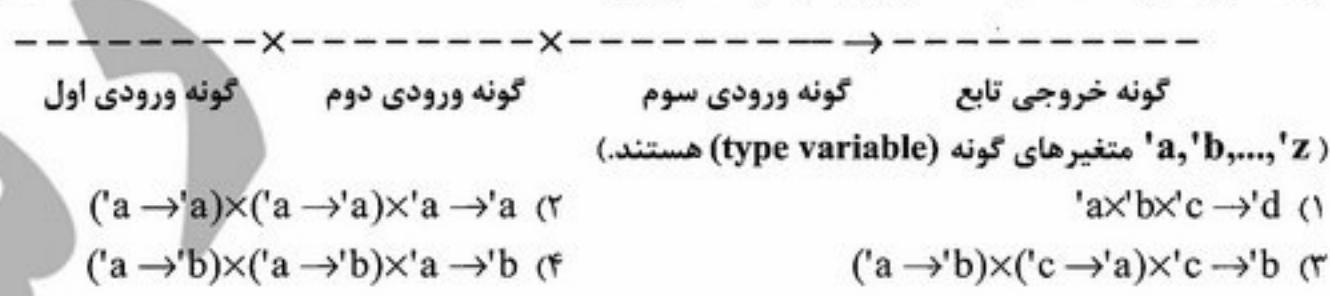 ---------×---------×----------→-----------
گونه ورودی اول گونه ورودی دوم گونه ورودی سوم گونه خروجی تابع
( 'a,'b,...,'z متغیرهای گونه (type variable) هستند.)
'a×'b×'c →'d (۱ ('a →'a)×('a →'a)×'a →'a (۲
('a →'b)×('c →'a)×'c →'b (۳ ('a →'b)×('a →'b)×'a →'b (۴